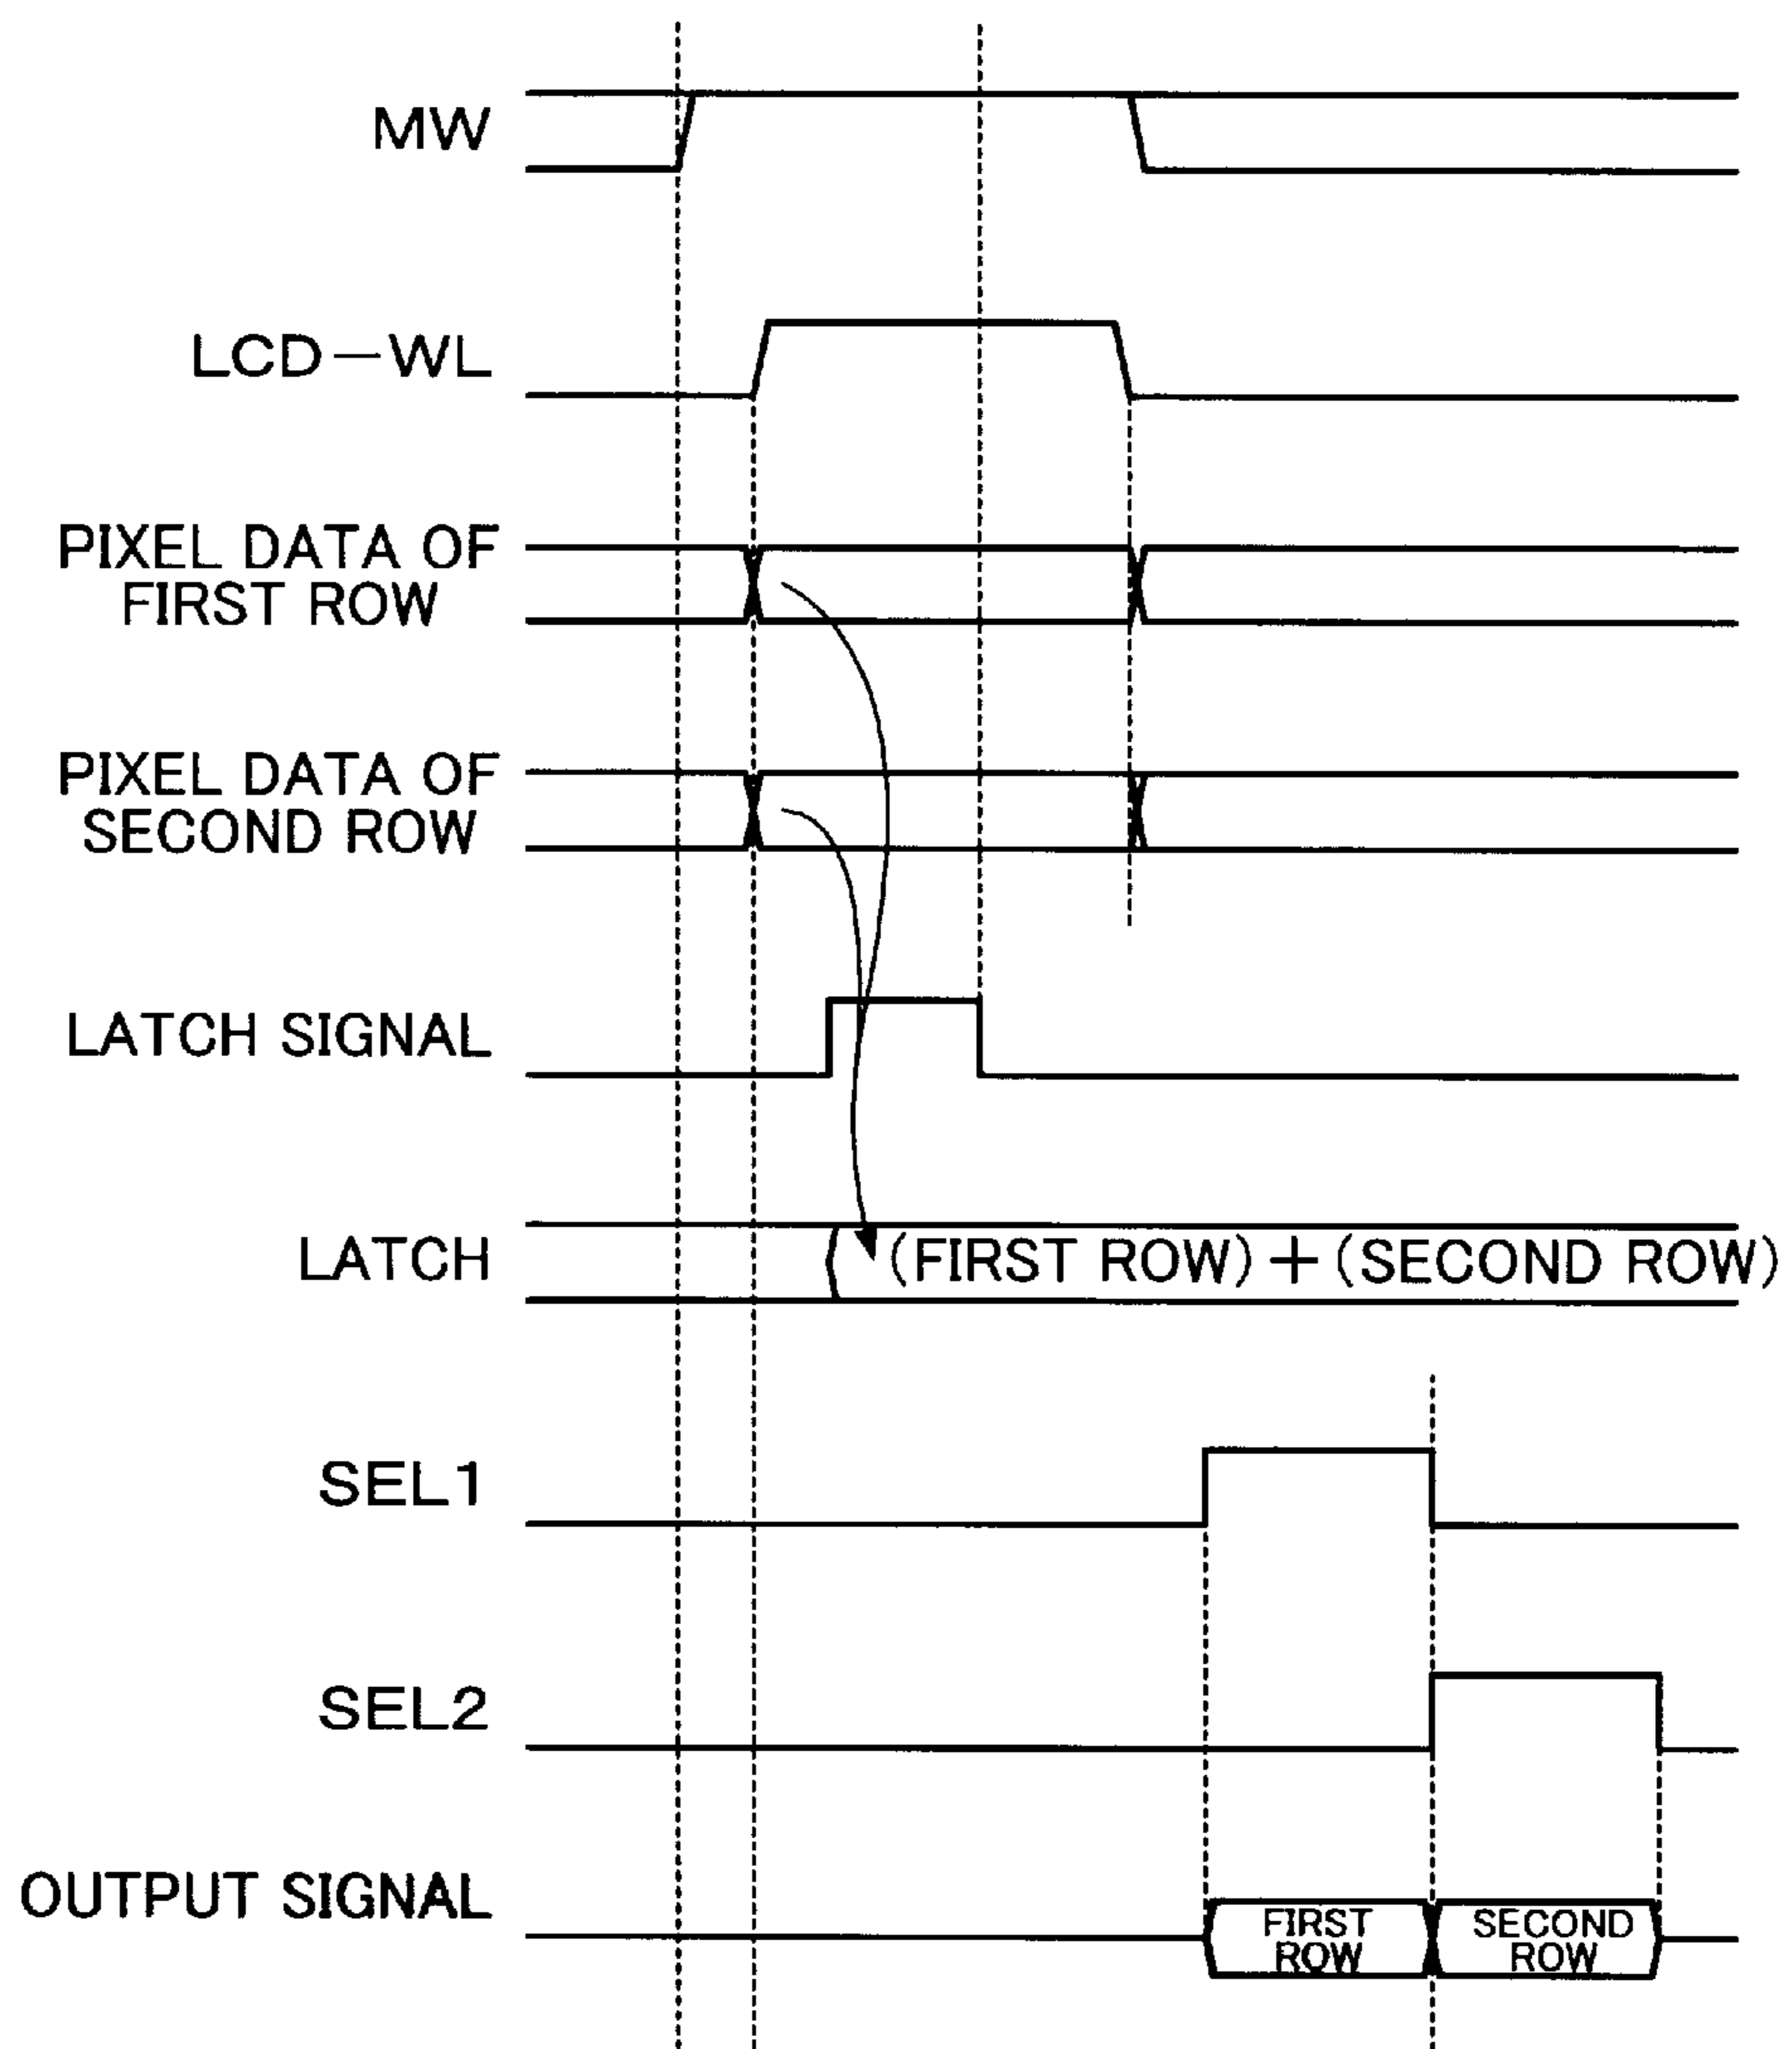 MW
LCD-WL
PIXEL DATA OF
FIRST ROW
PIXEL DATA OF
SECOND ROW
LATCH SIGNAL
LATCH
(FIRST ROW)+(SECOND ROW)
SEL1
SEL2
OUTPUT SIGNAL
FIRST
ROW
SECOND
ROW